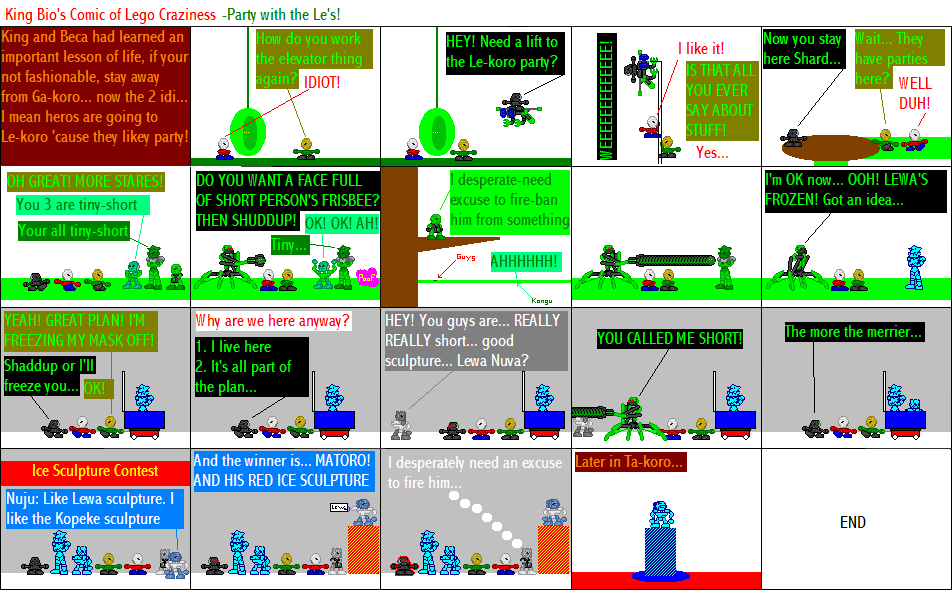 King Bio's Comic of Lego Craziness -Party with the Le's!
King and Beca had learned an
important lesson of life, if your
not fashionable, stay away
from Ga-koro... now the 2 idi...
I mean heros are going to
Le-koro 'cause they likey party!
How do you work
the elevator thing
again?
IDIOT!
HEY! Need a lift to
the Le-koro party?
WEEEEEEEEEEEEEE!
I like it!
IS THAT ALL
YOU EVER
SAY ABOUT
STUFF!
Yes...
Now you stay
here Shard...
Wait... They
have parties
here?
WELL
DUH!
OH GREAT! MORE STARES!
You 3 are tiny-short
Your all tiny-short
DO YOU WANT A FACE FULL
OF SHORT PERSON'S FRISBEE?
THEN SHUDDUP!
OK! OK! AH!
Tiny...
I desperate-need
excuse to fire-ban
him from something
Guys
AHHHHHH!
Kongu
I'm OK now... OOH! LEWA'S
FROZEN! Got an idea...
YEAH! GREAT PLAN! I'M
FREEZING MY MASK OFF!
Shaddup or I'll
freeze you...
OK!
Why are we here anyway?
1. I live here
2. It's all part of
the plan...
HEY! You guys are... REALLY
REALLY short... good
sculpture... Lewa Nuva?
YOU CALLED ME SHORT!
The more the merrier...
Ice Sculpture Contest
Nuju: Like Lewa sculpture. I
like the Kopeke sculpture
And the winner is... MATORO!
AND HIS RED ICE SCULPTURE
I desperately need an excuse
to fire him...
Later in Ta-koro...
END